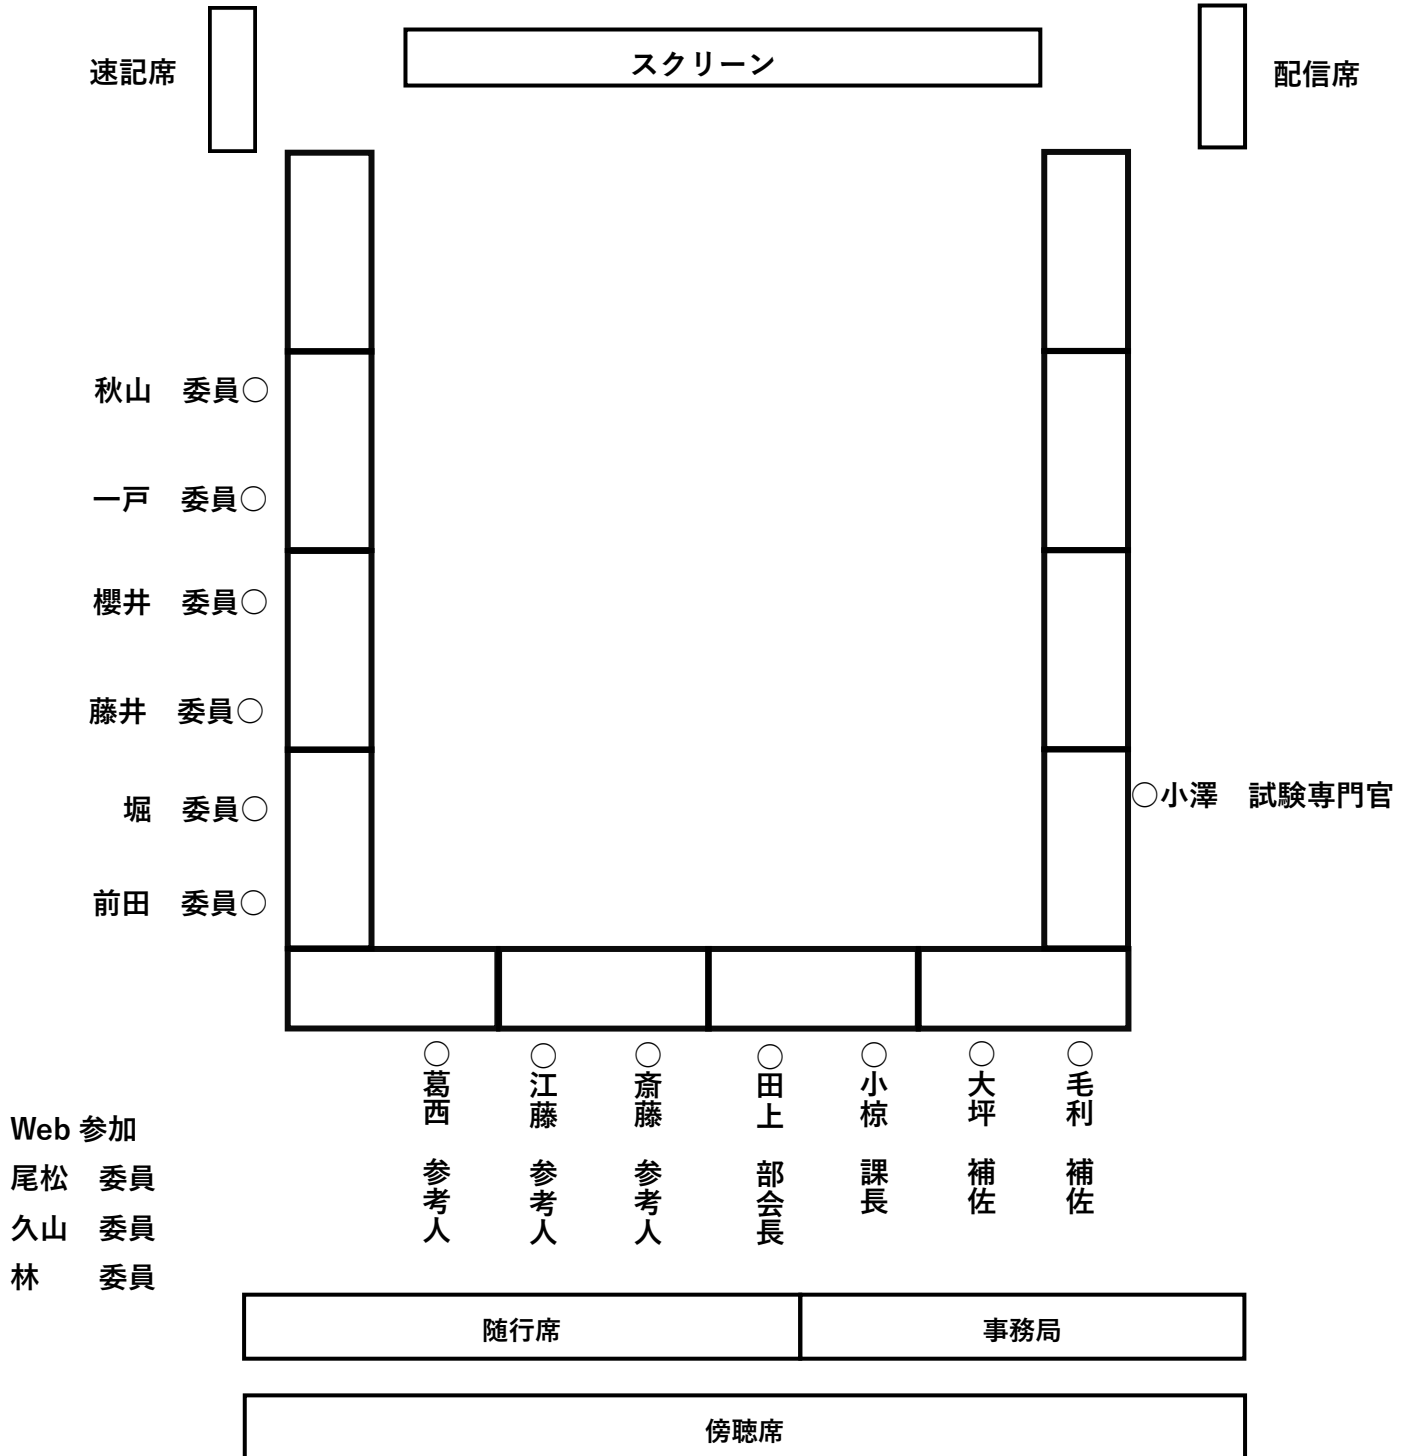 速記席
スクリーン
配信席
秋山　委員○
一戸　委員○
櫻井　委員○
藤井　委員○
堀　委員○
前田　委員○
○小澤　試験専門官
○葛西　参考人
○江藤　参考人
○斎藤　参考人
○田上　部会長
○小椋　課長
○大坪　補佐
○毛利　補佐
Web 参加
尾松　委員
久山　委員
林　　委員
随行席
事務局
傍聴席